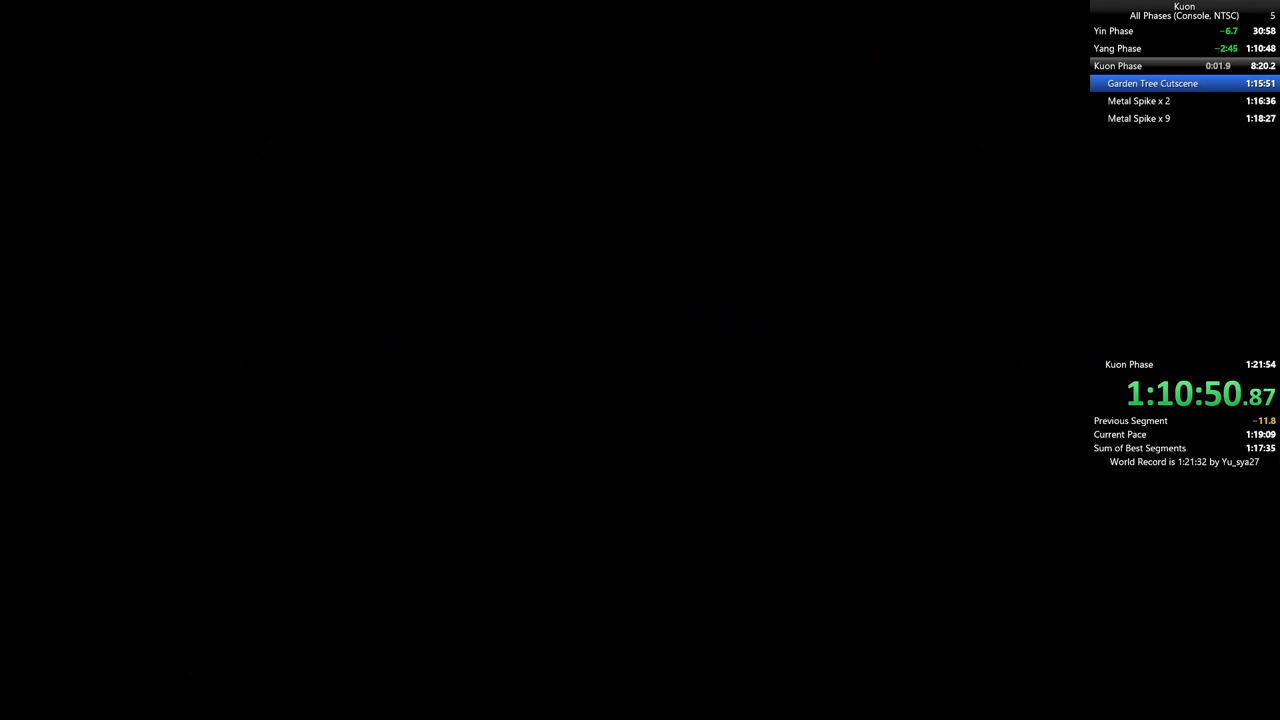 Kuon
All Phases (Console, NTSC) 5
Yin Phase −6.7 30:58
Yang Phase −2:45 1:10:48
Kuon Phase 0:01.9 8:20.2
Garden Tree Cutscene 1:15:51
Metal Spike x 2 1:16:36
Metal Spike x 9 1:18:27
Kuon Phase 1:21:54
1:10:50.87
Previous Segment −11.8
Current Pace 1:19:09
Sum of Best Segments 1:17:35
World Record is 1:21:32 by Yu_sya27